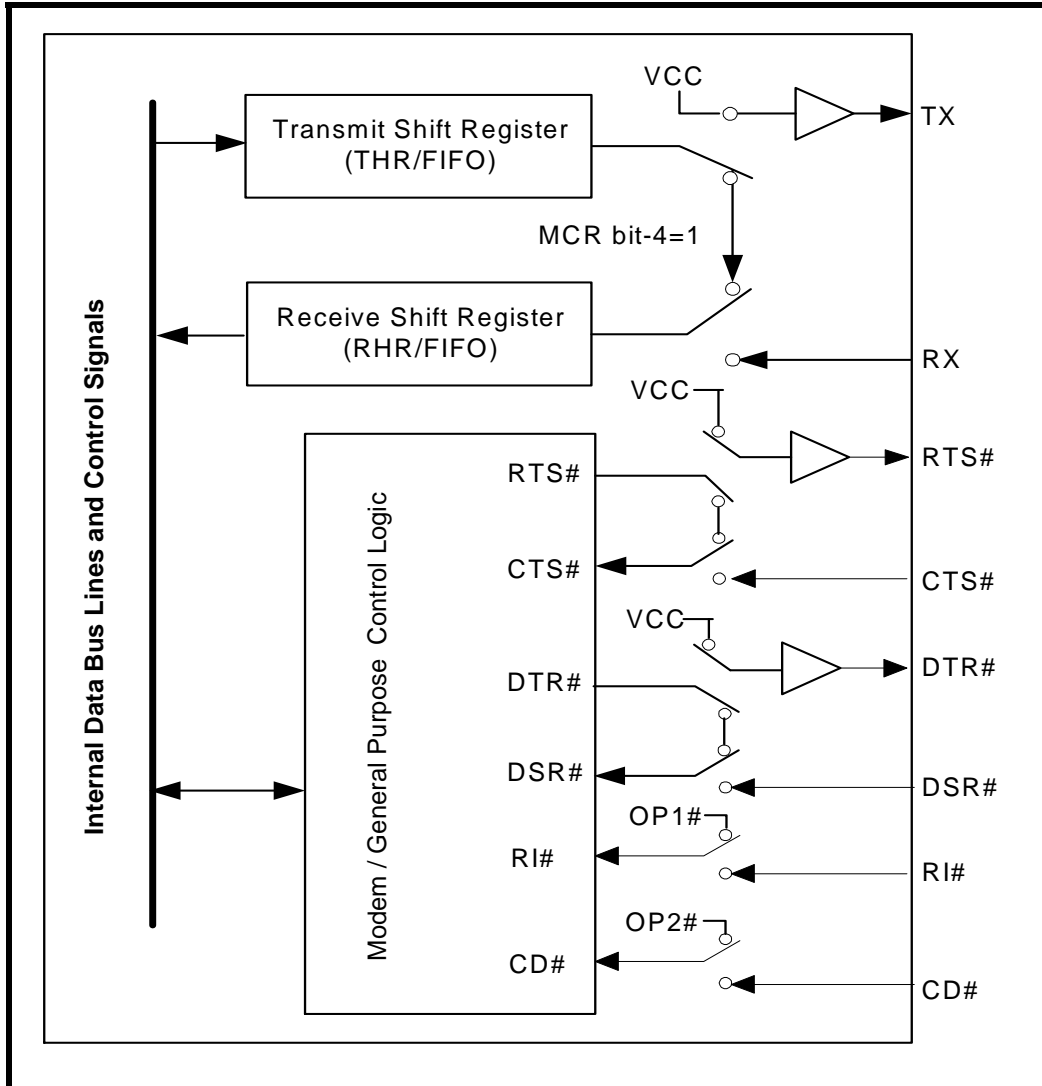 VCC
TX
Transmit Shift Register
(THR/FIFO)
MCR bit-4=1
Receive Shift Register
(RHR/FIFO)
RX
VCC
RTS#
RTS#
CTS#
CTS#
VCC
DTR#
DTR#
DSR#
DSR#
OP1#
RI#
RI#
OP2#
CD#
CD#
Internal Data Bus Lines and Control Signals
Modem / General Purpose Control Logic